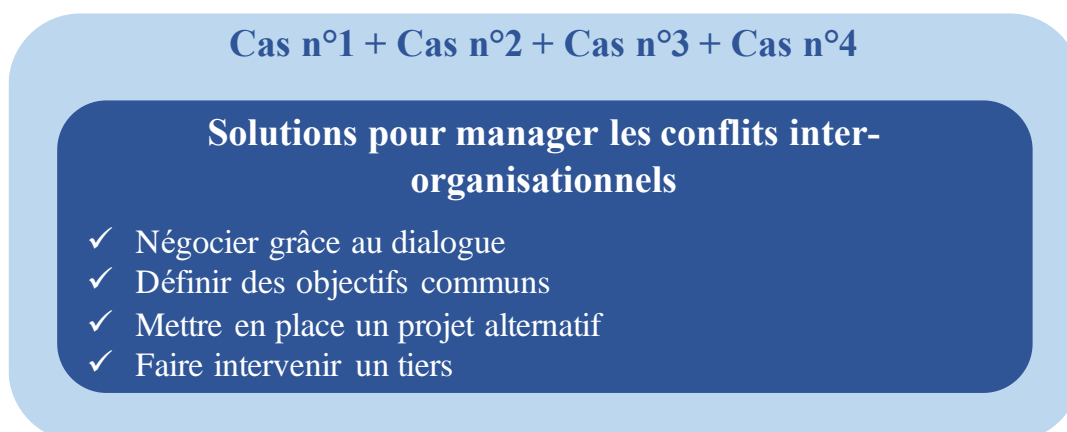 Cas n°1 + Cas n°2 + Cas n°3 + Cas n°4
Solutions pour manager les conflits inter-
organisationnels
✓ Négocier grâce au dialogue
✓ Définir des objectifs communs
✓ Mettre en place un projet alternatif
✓ Faire intervenir un tiers